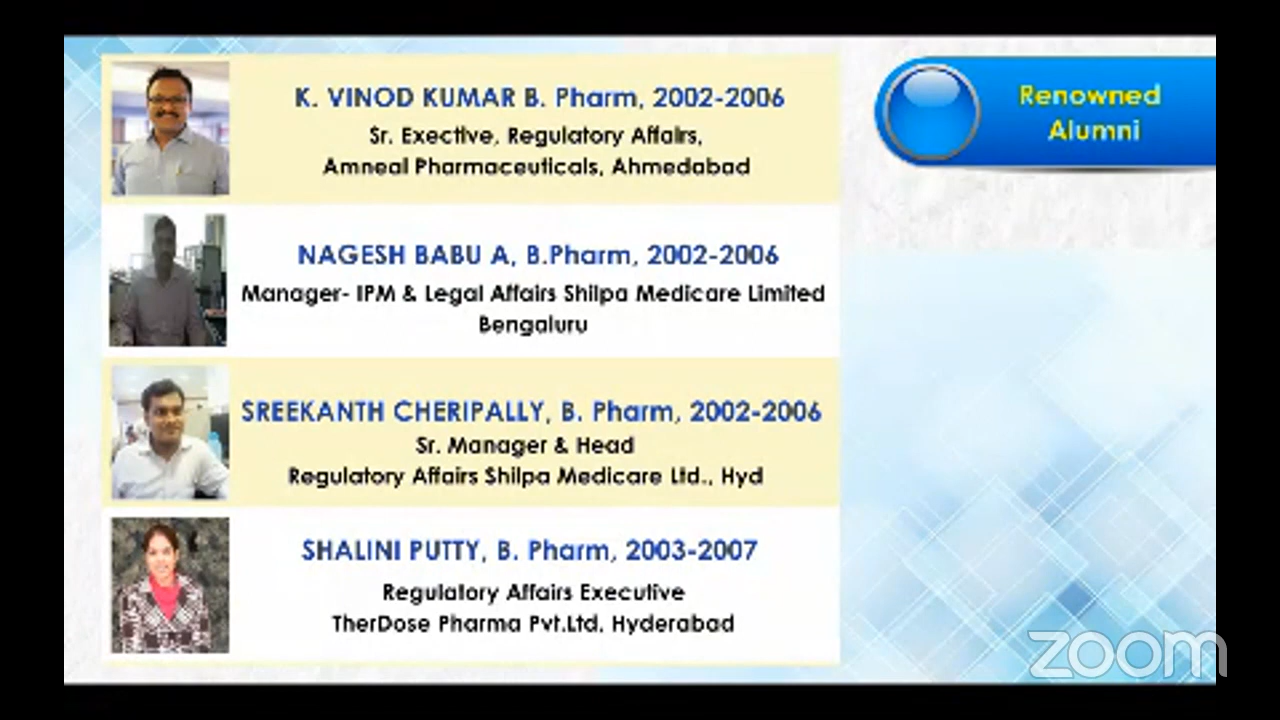 Renowned
Alumni
K. VINOD KUMAR B. Pharm, 2002-2006
Sr. Exective, Regulatory Affairs,
Amneal Pharmaceuticals, Ahmedabad
NAGESH BABU A, B.Pharm, 2002-2006
Manager- IPM & Legal Affairs Shilpa Medicare Limited
Bengaluru
SREEKANTH CHERIPALLY, B. Pharm, 2002-2006
Sr. Manager & Head
Regulatory Affairs Shilpa Medicare Ltd., Hyd
SHALINI PUTTY, B. Pharm, 2003-2007
Regulatory Affairs Executive
TherDose Pharma Pvt.Ltd, Hyderabad
zoom